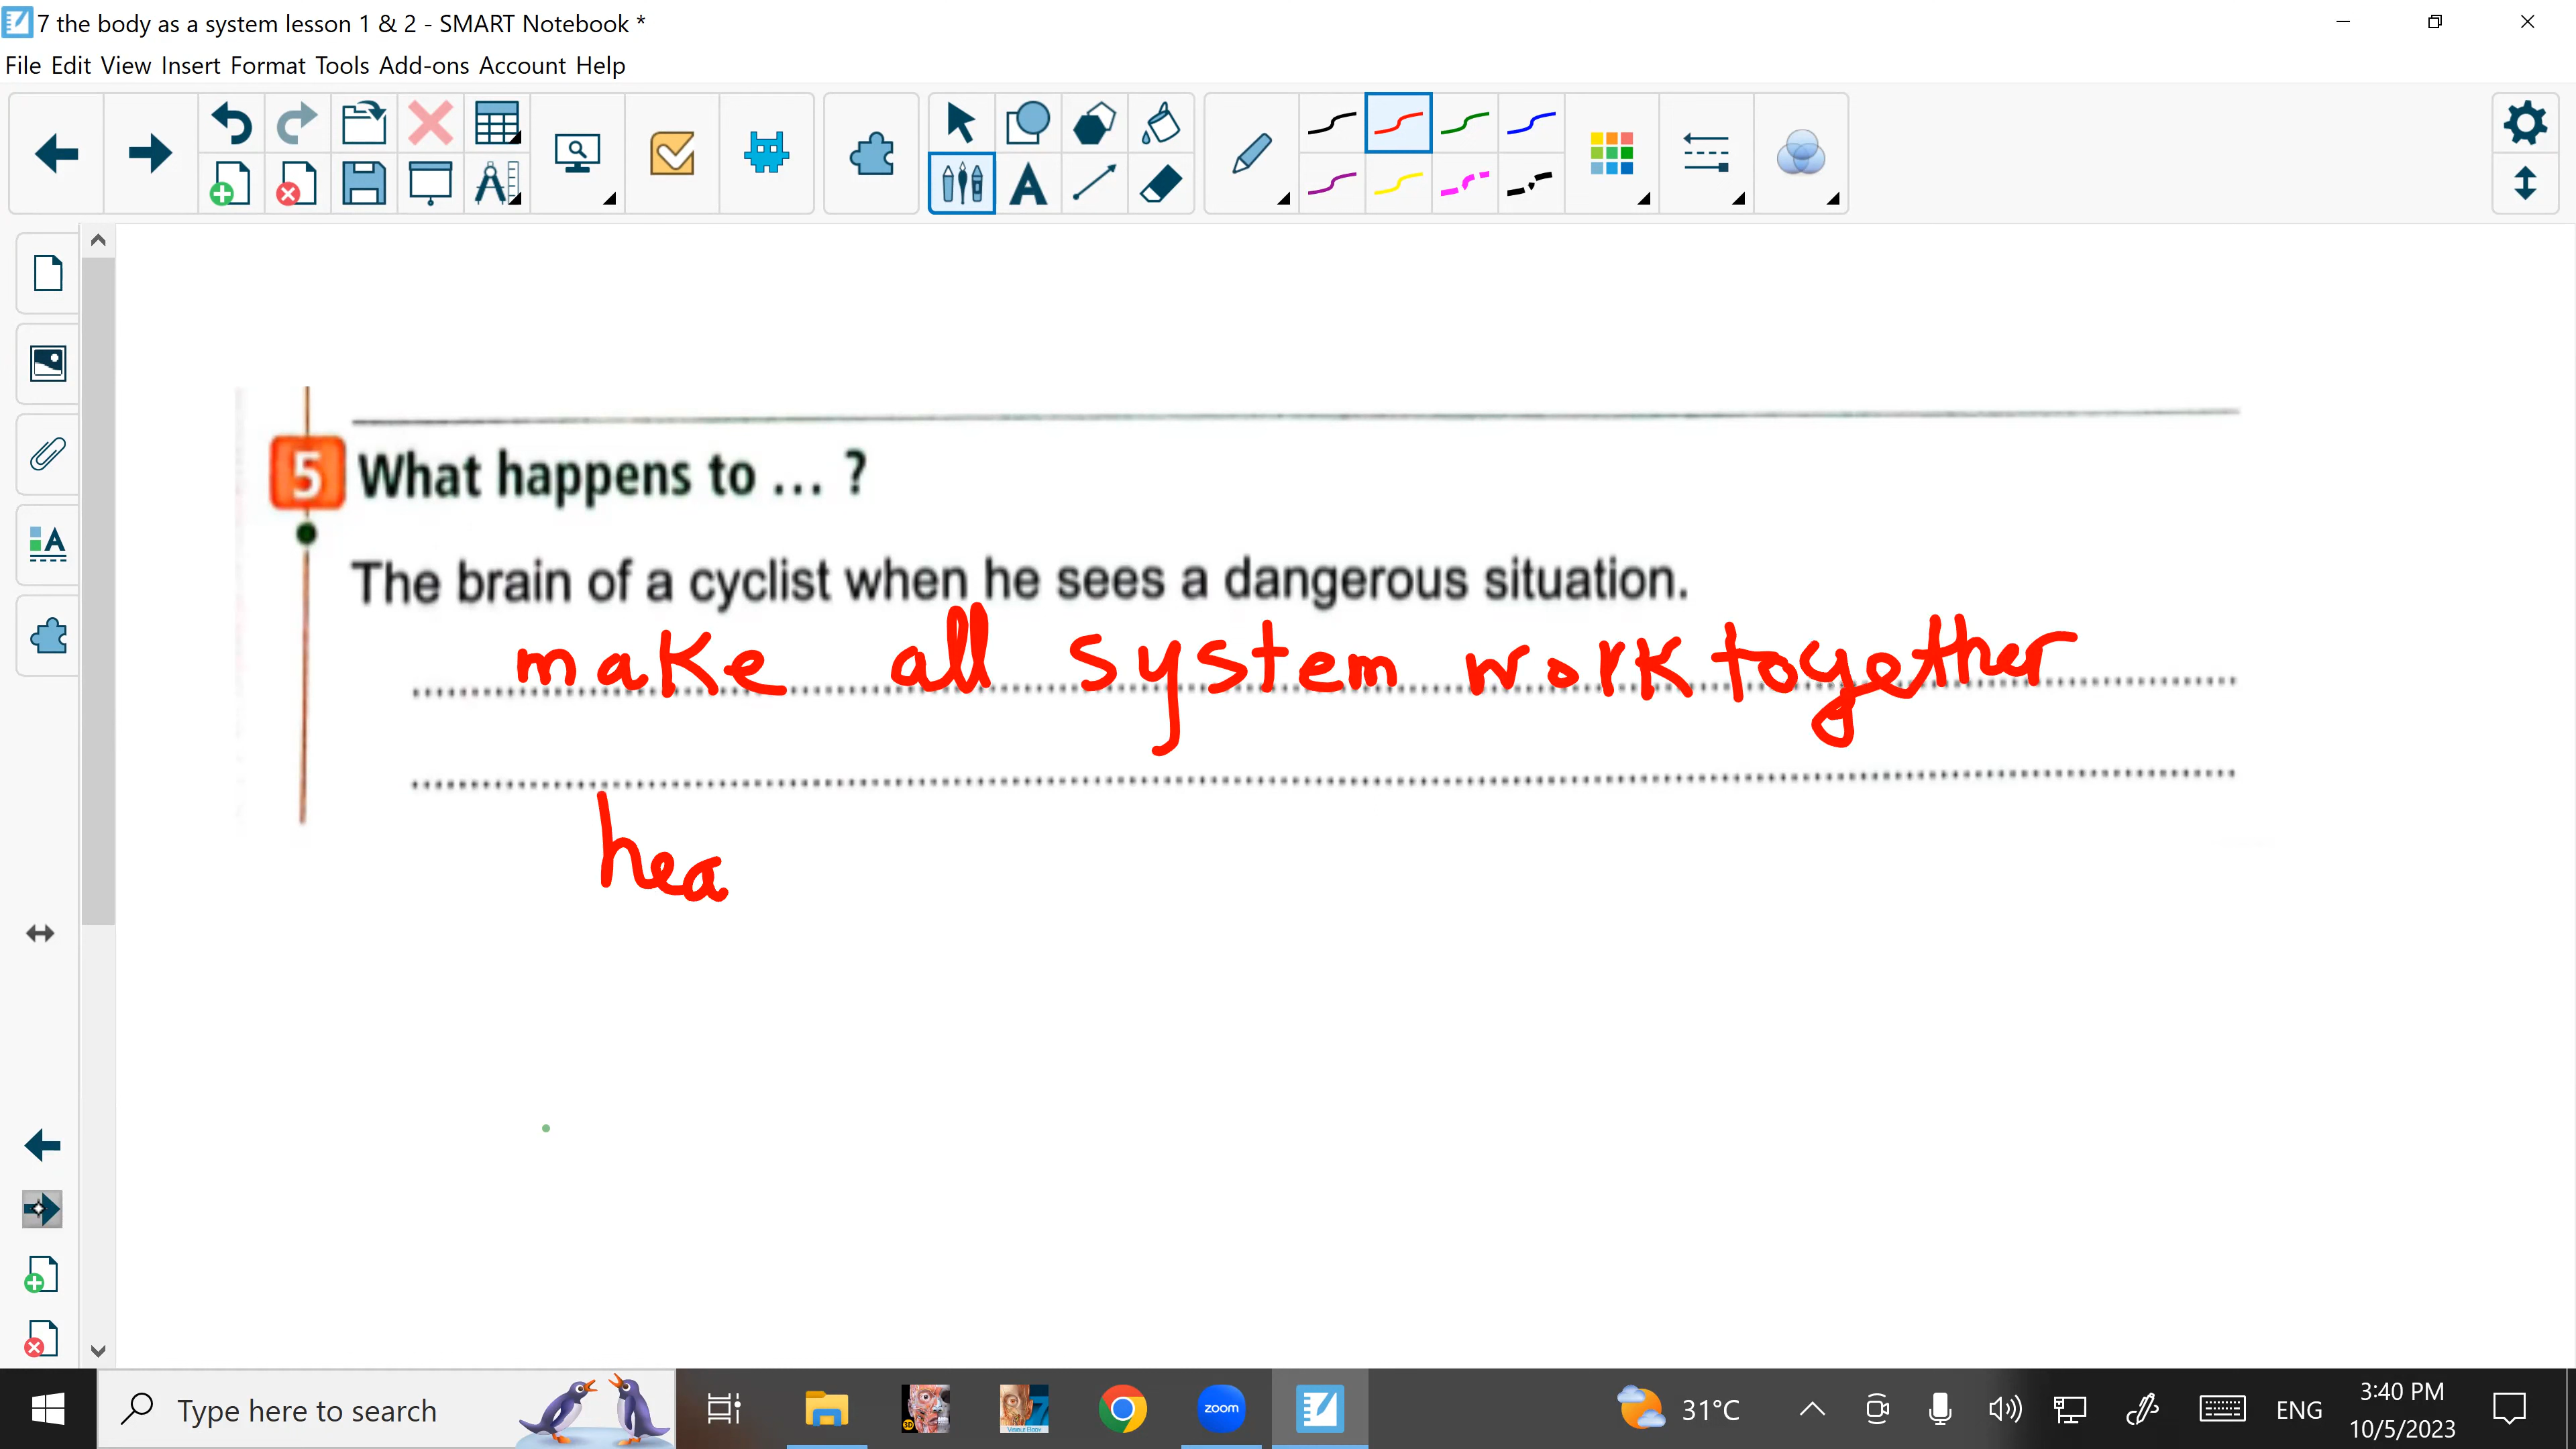 7 the body as a system lesson 1 & 2 - SMART Notebook *
File Edit View Insert Format Tools Add-ons Account Help
5 What happens to ... ?
The brain of a cyclist when he sees a dangerous situation.
make all system work together
hea
Type here to search
zoom
31°C
ENG
3:40 PM
10/5/2023